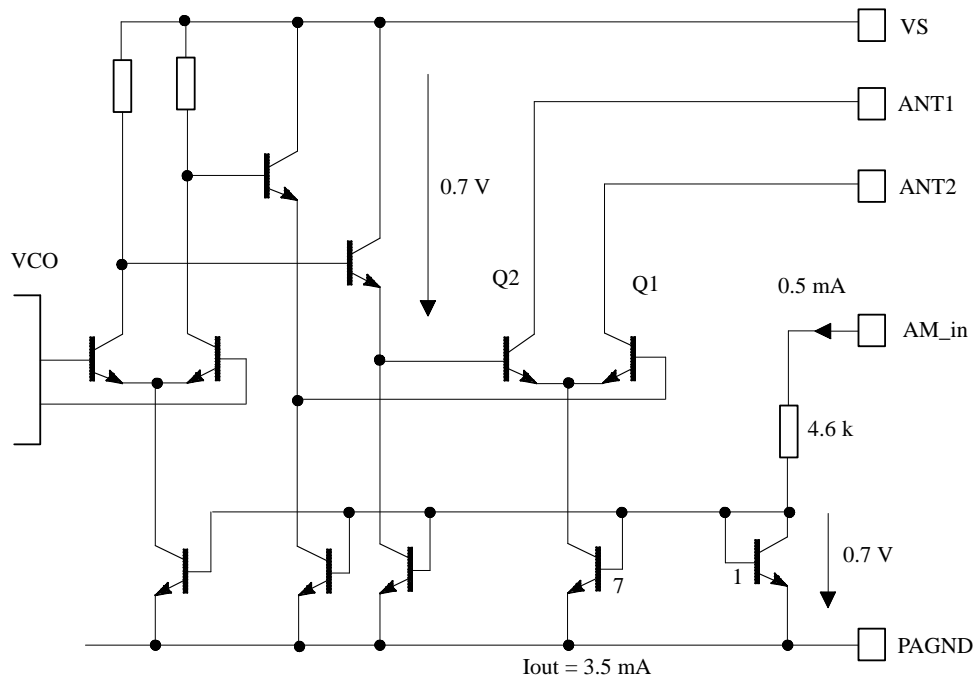 VS
ANT1
ANT2
0.7 V
VCO
Q2
Q1
0.5 mA
AM_in
4.6 k
0.7 V
7
1
PAGND
Iout = 3.5 mA